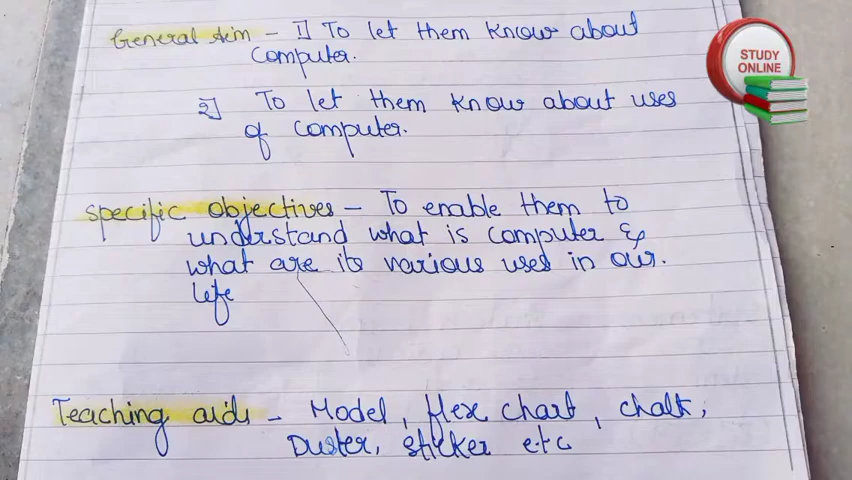 General Aim - 1] To let them know about
computer.
2] To let them know about uses
of computer.
specific objectives - To enable them to
understand what is computer &
what are its various uses in our.
life
Teaching aids - Model, flex chart, chalk,
Duster, sticker etc
STUDY
ONLINE